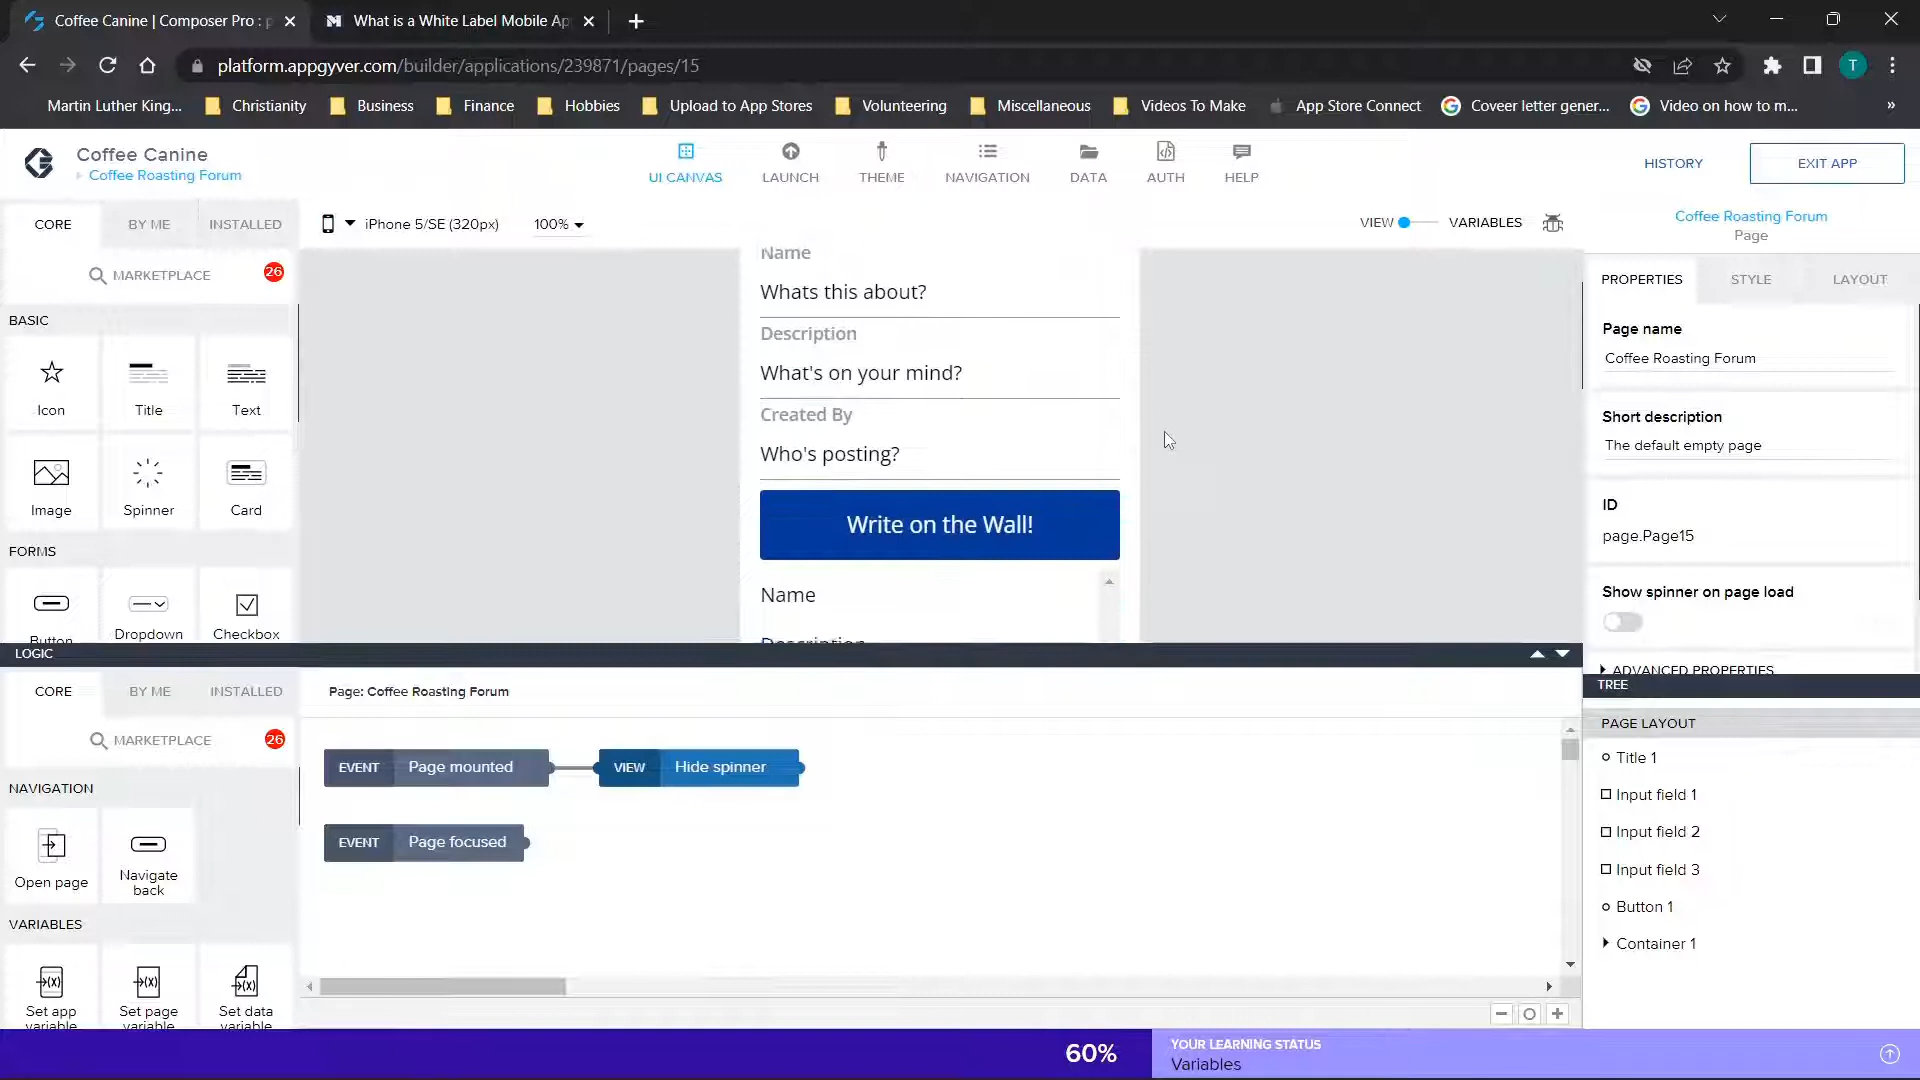 Coffee Canine | Composer Pro : p
What is a White Label Mobile Ap
platform.appgyver.com/builder/applications/239871/pages/15
T
Martin Luther King...
Christianity
Business
Finance
Hobbies
Upload to App Stores
Volunteering
Miscellaneous
Videos To Make
App Store Connect
Coveer letter gener...
Video on how to m...
»
Coffee Canine
Coffee Roasting Forum
UI CANVAS
LAUNCH
THEME
NAVIGATION
DATA
AUTH
HELP
HISTORY
EXIT APP
CORE
BY ME
INSTALLED
iPhone 5/SE (320px)
100%
VIEW
VARIABLES
Coffee Roasting Forum
Page
MARKETPLACE
26
PROPERTIES
STYLE
LAYOUT
BASIC
Icon
Title
Text
Image
Spinner
Card
FORMS
Button
Dropdown
Checkbox
Name
Whats this about?
Description
What's on your mind?
Created By
Who's posting?
Write on the Wall!
Name
Description
Page name
Coffee Roasting Forum
Short description
The default empty page
ID
page.Page15
Show spinner on page load
ADVANCED PROPERTIES
LOGIC
CORE
BY ME
INSTALLED
Page: Coffee Roasting Forum
MARKETPLACE
26
NAVIGATION
Open page
Navigate
back
VARIABLES
Set app
variable
Set page
variable
Set data
variable
EVENT
Page mounted
VIEW
Hide spinner
EVENT
Page focused
TREE
PAGE LAYOUT
Title 1
Input field 1
Input field 2
Input field 3
Button 1
Container 1
60%
YOUR LEARNING STATUS
Variables